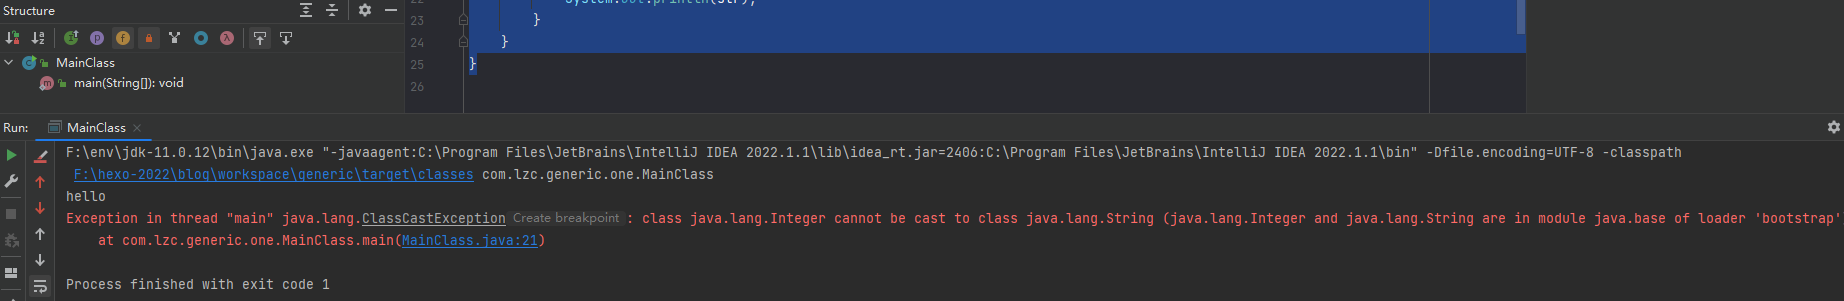 Structure
MainClass
main(String[]): void
22 System.out.println(str);
23 }
24 }
25 }
26
Run: MainClass
F:\env\jdk-11.0.12\bin\java.exe "-javaagent:C:\Program Files\JetBrains\IntelliJ IDEA 2022.1.1\lib\idea_rt.jar=2406:C:\Program Files\JetBrains\IntelliJ IDEA 2022.1.1\bin" -Dfile.encoding=UTF-8 -classpath
F:\hexo-2022\blog\workspace\generic\target\classes com.lzc.generic.one.MainClass
hello
Exception in thread "main" java.lang.ClassCastException Create breakpoint : class java.lang.Integer cannot be cast to class java.lang.String (java.lang.Integer and java.lang.String are in module java.base of loader 'bootstrap'
at com.lzc.generic.one.MainClass.main(MainClass.java:21)
Process finished with exit code 1